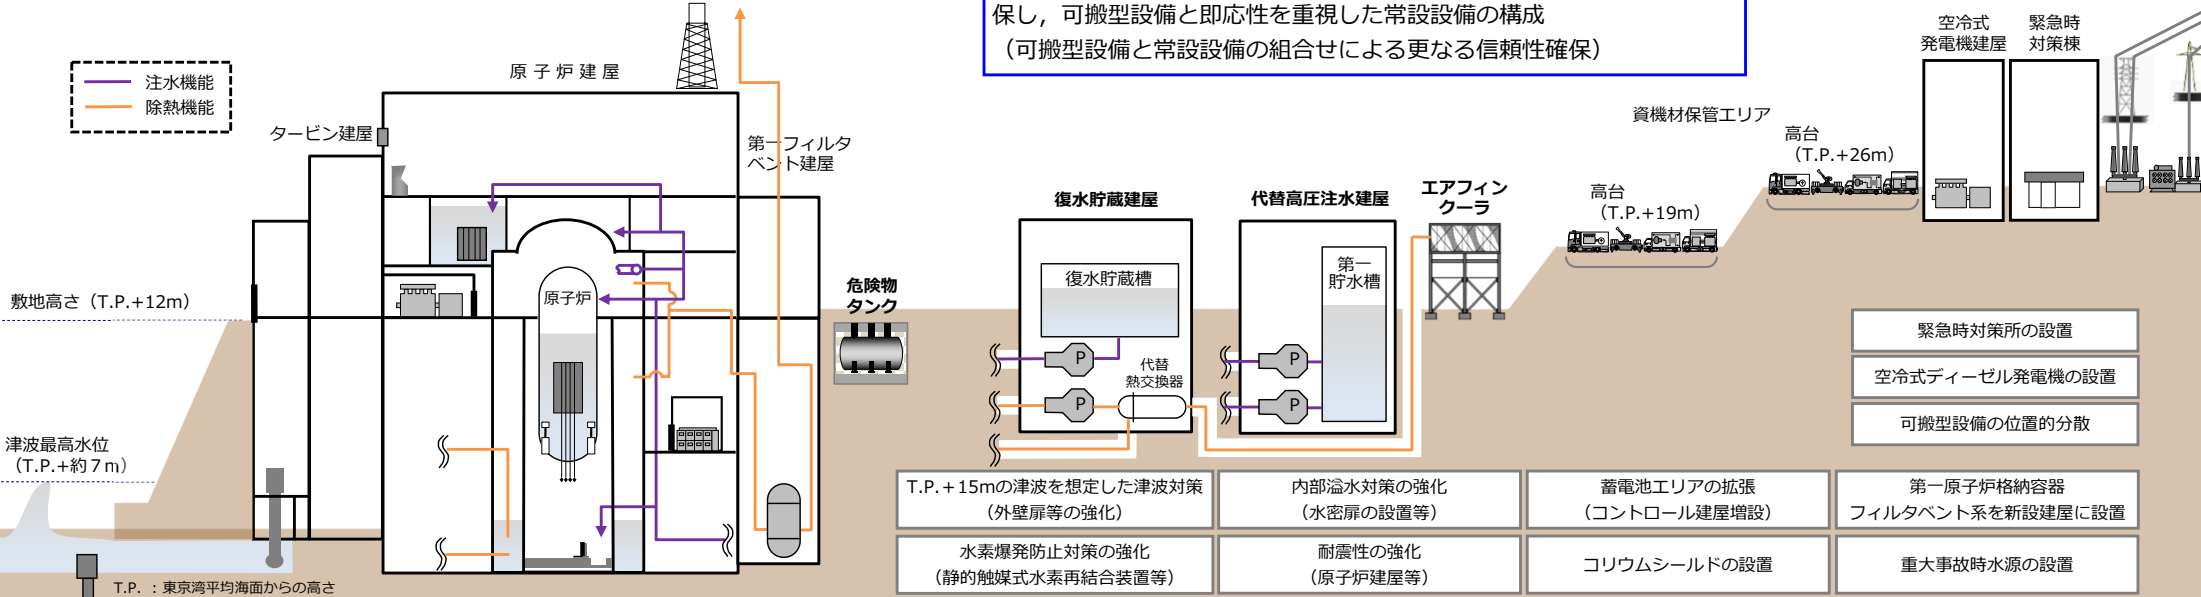 保し，可搬型設備と即応性を重視した常設設備の構成
（可搬型設備と常設設備の組合せによる更なる信頼性確保）
注水機能
除熱機能
原子炉建屋
タービン建屋
第一フィルタ
ベント建屋
空冷式
発電機建屋
緊急時
対策棟
資機材保管エリア
高台
（T.P.+26m）
高台
（T.P.+19m）
復水貯蔵建屋
代替高圧注水建屋
エアフィン
クーラ
復水貯蔵槽
第一
貯水槽
危険物
タンク
原子炉
敷地高さ（T.P.+12m）
P
P
代替
熱交換器
P
P
津波最高水位
（T.P.+約７m）
緊急時対策所の設置
空冷式ディーゼル発電機の設置
可搬型設備の位置的分散
T.P.＋15mの津波を想定した津波対策
（外壁扉等の強化）
内部溢水対策の強化
（水密扉の設置等）
蓄電池エリアの拡張
（コントロール建屋増設）
第一原子炉格納容器
フィルタベント系を新設建屋に設置
水素爆発防止対策の強化
（静的触媒式水素再結合装置等）
耐震性の強化
（原子炉建屋等）
コリウムシールドの設置
重大事故時水源の設置
T.P. ：東京湾平均海面からの高さ